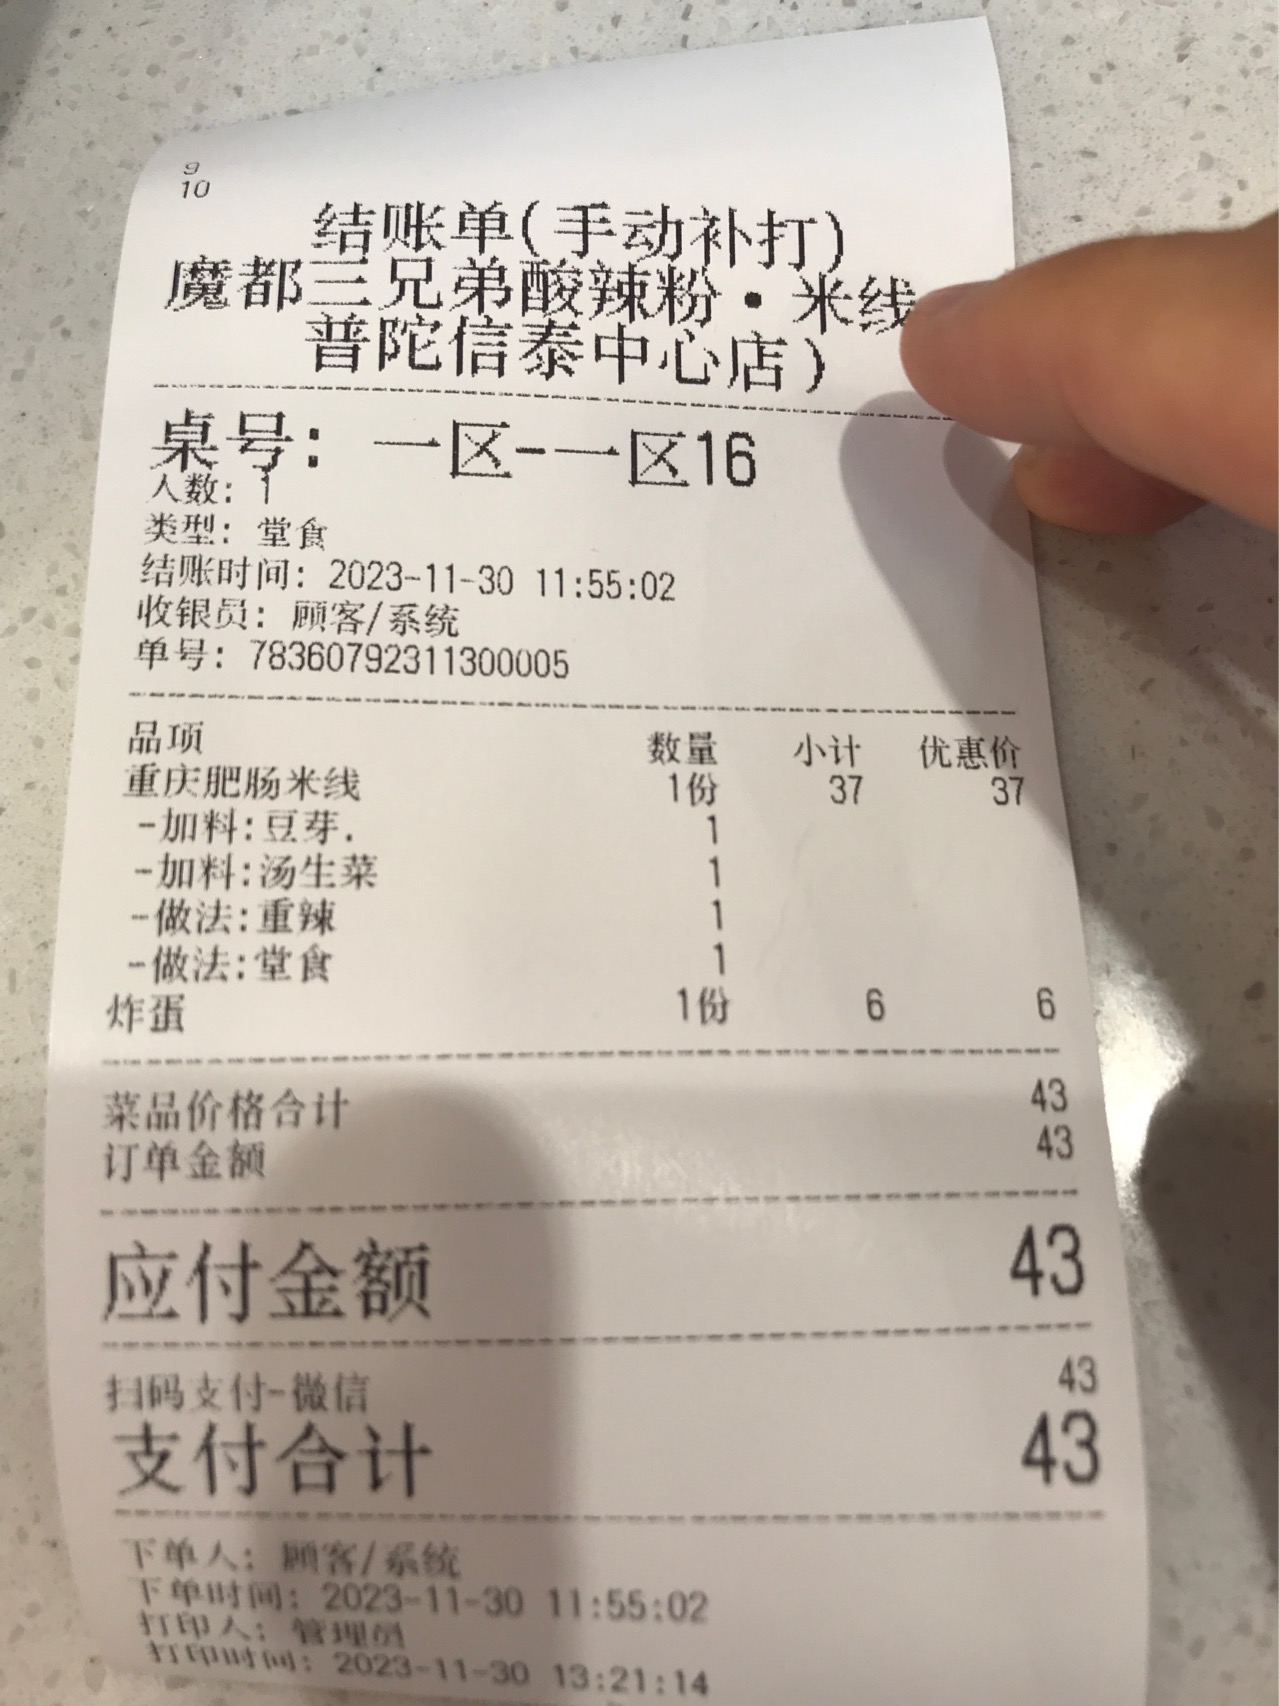 9
10
结账单(手动补打)
魔都三兄弟酸辣粉·米线
普陀信泰中心店)
桌号: 一区-一区16
人数: 1
类型: 堂食
结账时间: 2023-11-30 11:55:02
收银员: 顾客/系统
单号: 78360792311300005
品项 数量 小计 优惠价
重庆肥肠米线 1份 37 37
-加料:豆芽. 1
-加料:汤生菜 1
-做法:重辣 1
-做法:堂食 1
炸蛋 1份 6 6
菜品价格合计 43
订单金额 43
应付金额 43
扫码支付-微信 43
支付合计 43
下单人: 顾客/系统
下单时间: 2023-11-30 11:55:02
打印人: 管理员
打印时间: 2023-11-30 13:21:14